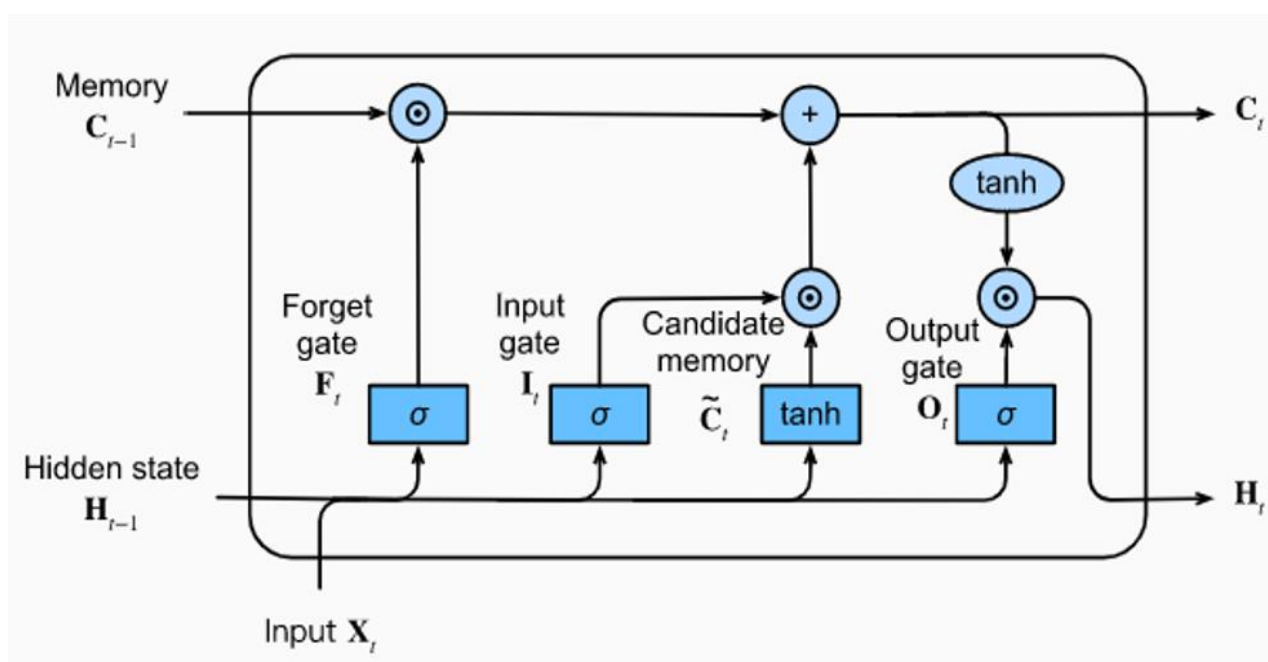 Memory
C_{t-1}
⊙
+
C_t
tanh
Forget
gate
F_t
σ
Input
gate
I_t
σ
⊙
Candidate
memory
C̃_t
tanh
⊙
Output
gate
O_t
σ
Hidden state
H_{t-1}
H_t
Input X_t